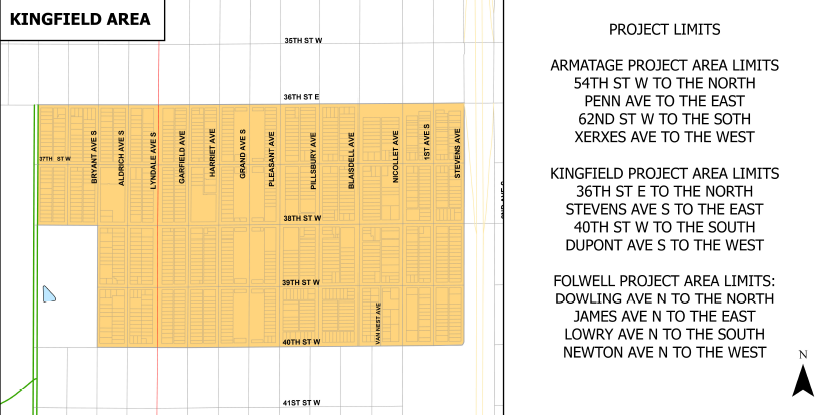 KINGFIELD AREA
35TH ST W
36TH ST E
37TH ST W
BRYANT AVE S
ALDRICH AVE S
LYNDALE AVE S
GARFIELD AVE
HARRIET AVE
GRAND AVE S
PLEASANT AVE
PILLSBURY AVE
BLAISDELL AVE
NICOLLET AVE
1ST AVE S
STEVENS AVE
38TH ST W
39TH ST W
VAN NEST AVE
40TH ST W
41ST ST W
PROJECT LIMITS
ARMATAGE PROJECT AREA LIMITS
54TH ST W TO THE NORTH
PENN AVE TO THE EAST
62ND ST W TO THE SOTH
XERXES AVE TO THE WEST
KINGFIELD PROJECT AREA LIMITS
36TH ST E TO THE NORTH
STEVENS AVE S TO THE EAST
40TH ST W TO THE SOUTH
DUPONT AVE S TO THE WEST
FOLWELL PROJECT AREA LIMITS:
DOWLING AVE N TO THE NORTH
JAMES AVE N TO THE EAST
LOWRY AVE N TO THE SOUTH
NEWTON AVE N TO THE WEST
N